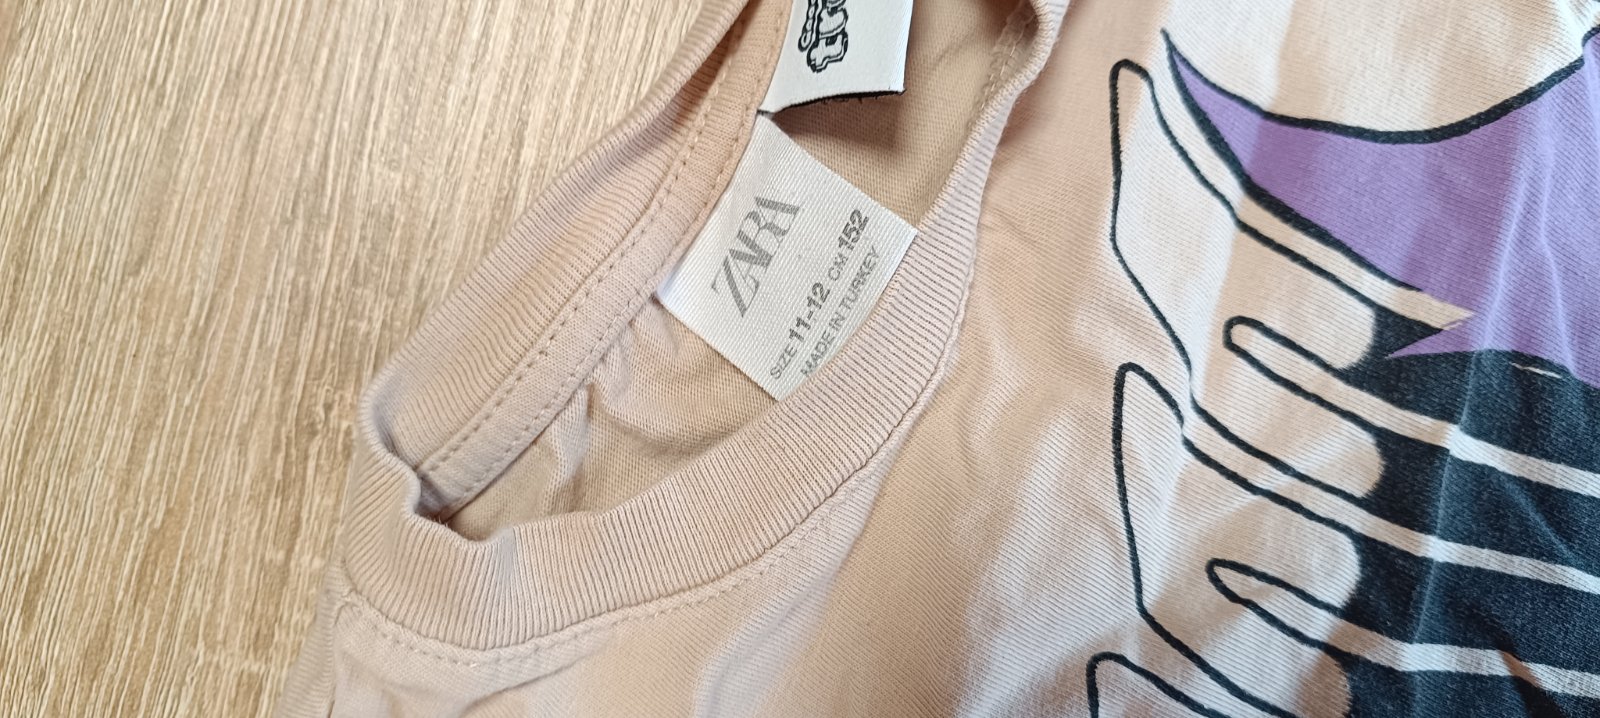 ZARA
SIZE 11-12 CM 152
MADE IN TURKEY